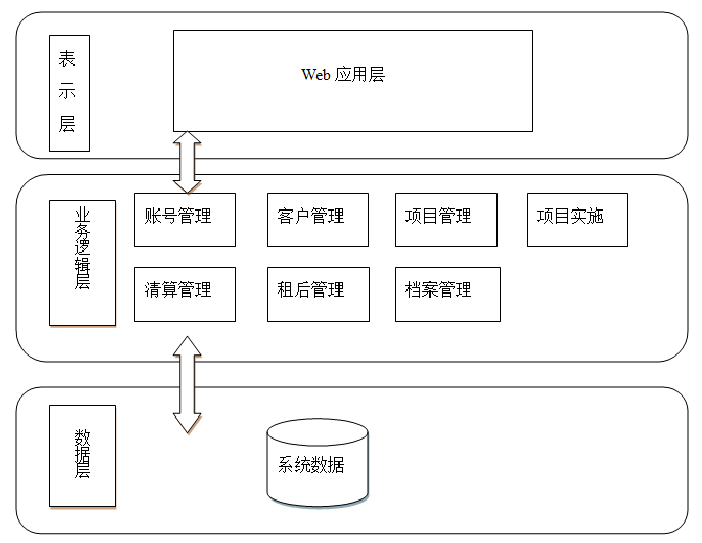 表示层
Web 应用层
业务逻辑层
账号管理
客户管理
项目管理
项目实施
清算管理
租后管理
档案管理
数据层
系统数据